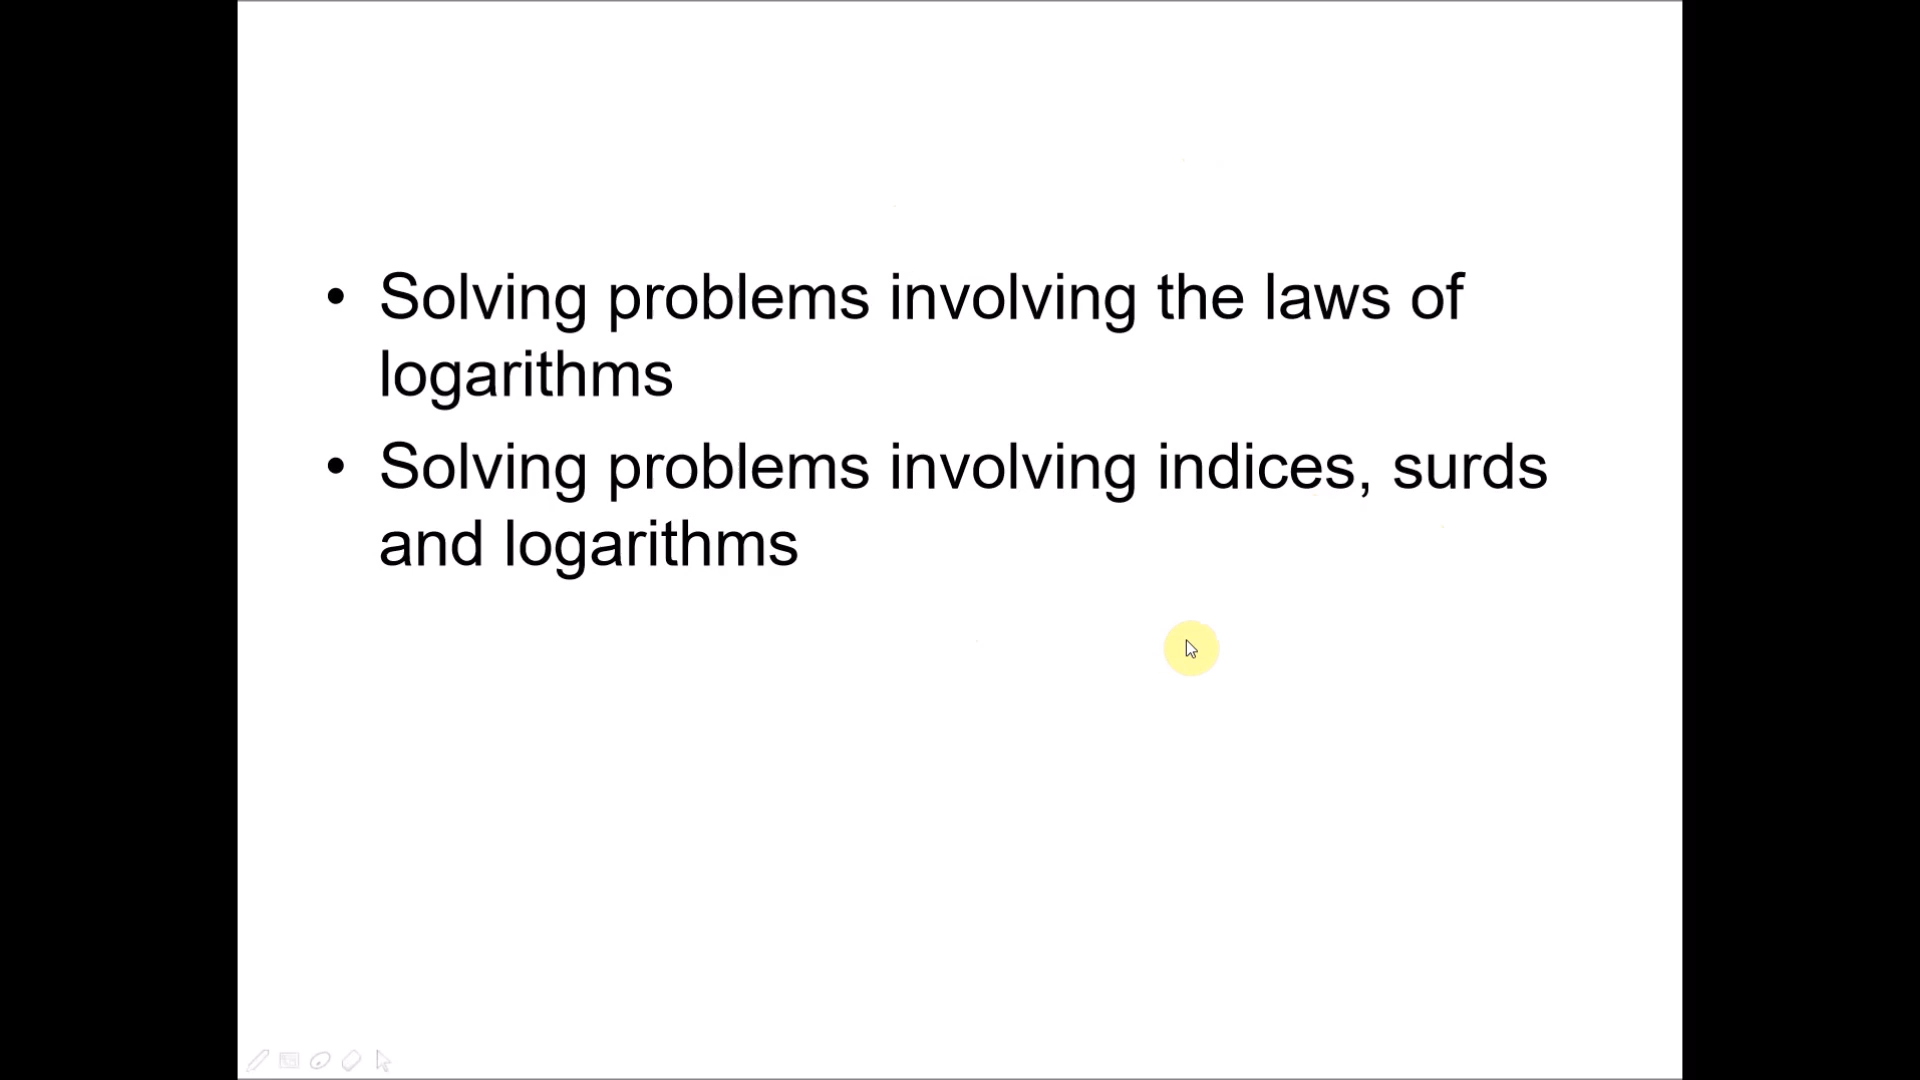 • Solving problems involving the laws of
logarithms
• Solving problems involving indices, surds
and logarithms